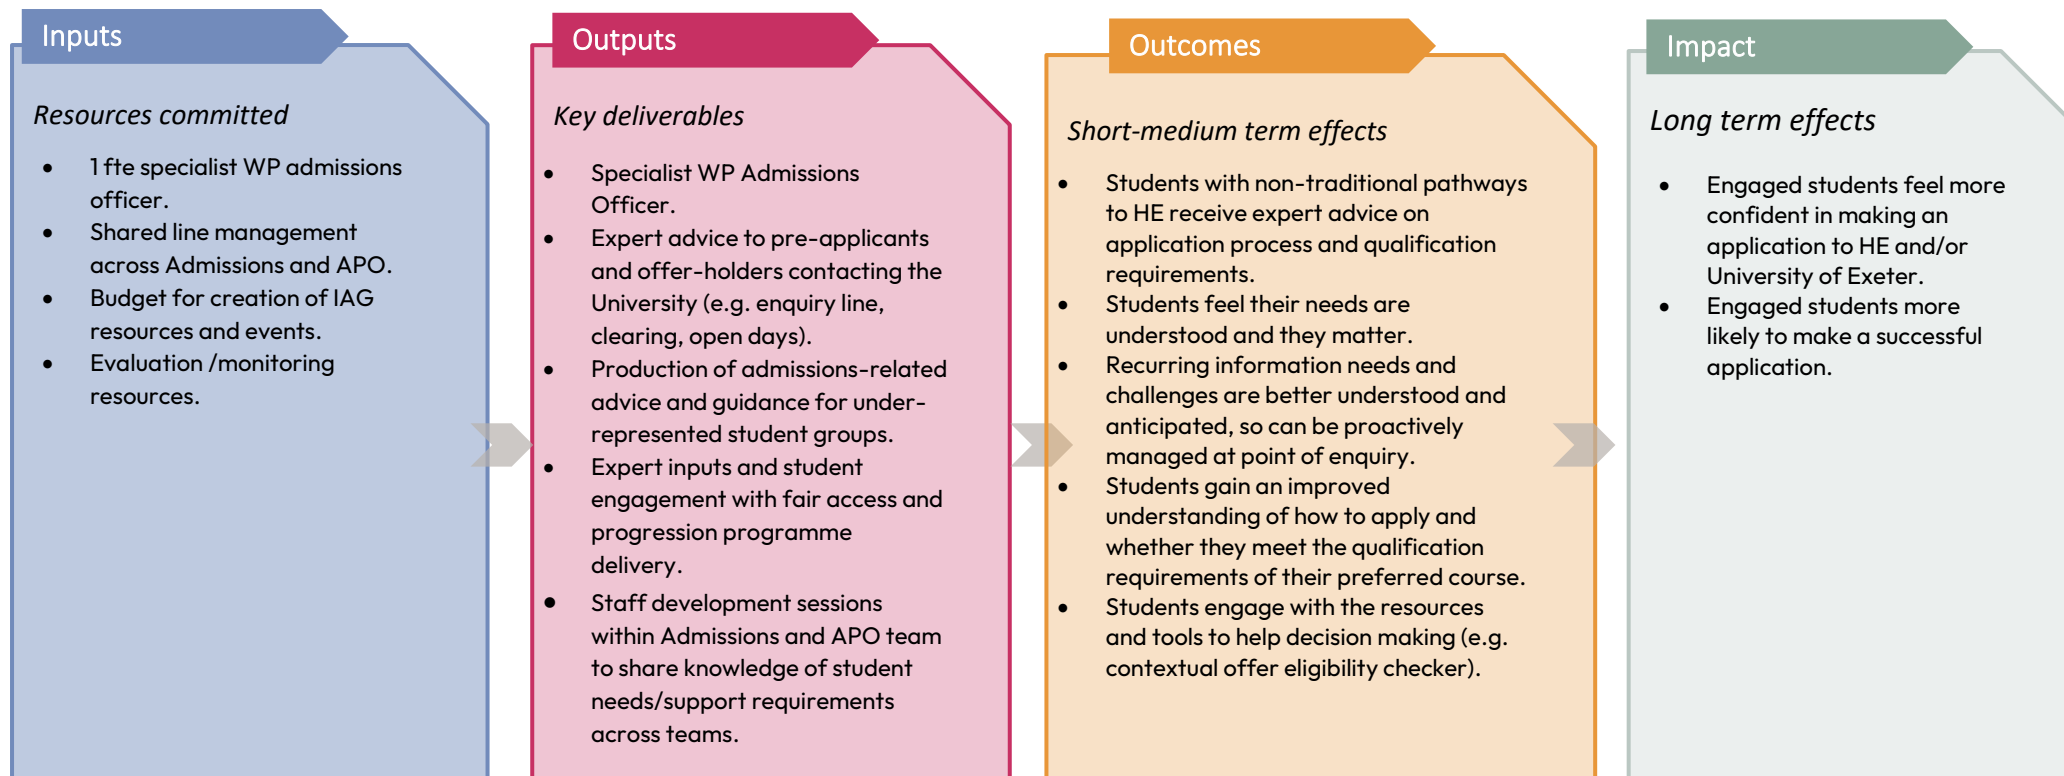 Inputs
Resources committed
• 1 fte specialist WP admissions
officer.
• Shared line management
across Admissions and APO.
• Budget for creation of IAG
resources and events.
• Evaluation /monitoring
resources.
Outputs
Key deliverables
• Specialist WP Admissions
Officer.
• Expert advice to pre-applicants
and offer-holders contacting the
University (e.g. enquiry line,
clearing, open days).
• Production of admissions-related
advice and guidance for under-
represented student groups.
• Expert inputs and student
engagement with fair access and
progression programme
delivery.
• Staff development sessions
within Admissions and APO team
to share knowledge of student
needs/support requirements
across teams.
Outcomes
Short-medium term effects
• Students with non-traditional pathways
to HE receive expert advice on
application process and qualification
requirements.
• Students feel their needs are
understood and they matter.
• Recurring information needs and
challenges are better understood and
anticipated, so can be proactively
managed at point of enquiry.
• Students gain an improved
understanding of how to apply and
whether they meet the qualification
requirements of their preferred course.
• Students engage with the resources
and tools to help decision making (e.g.
contextual offer eligibility checker).
Impact
Long term effects
• Engaged students feel more
confident in making an
application to HE and/or
University of Exeter.
• Engaged students more
likely to make a successful
application.